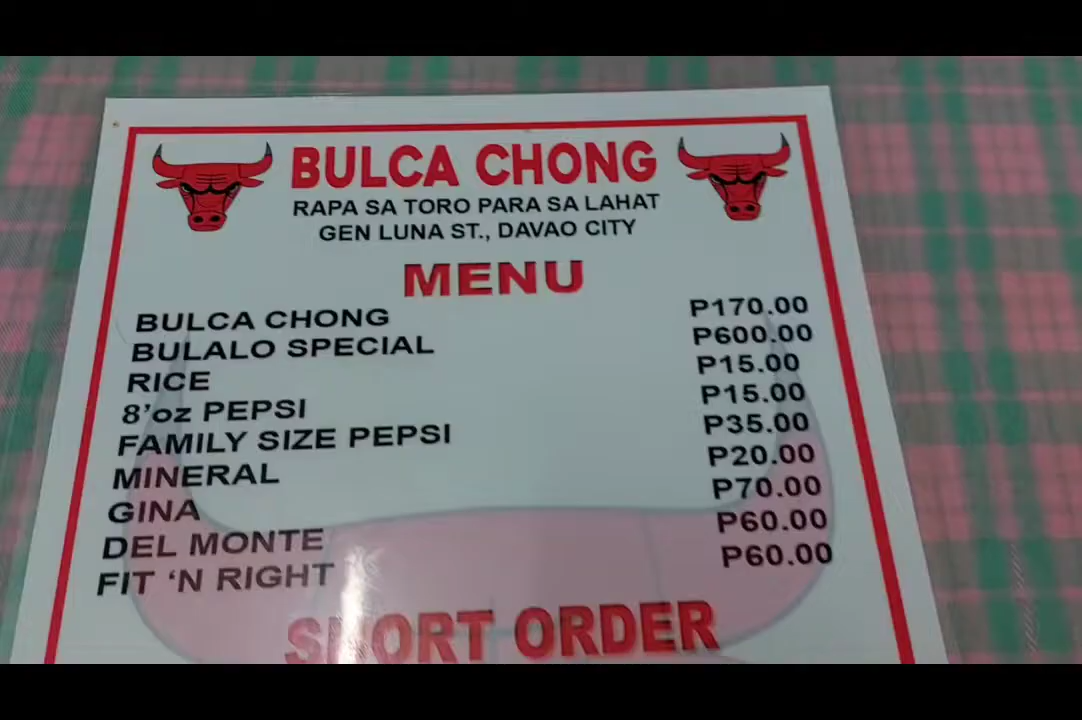 BULCA CHONG
RAPA SA TORO PARA SA LAHAT
GEN LUNA ST., DAVAO CITY
MENU
BULCA CHONG P170.00
BULALO SPECIAL P600.00
RICE P15.00
8’oz PEPSI P15.00
FAMILY SIZE PEPSI P35.00
MINERAL P20.00
GINA P70.00
DEL MONTE P60.00
FIT ‘N RIGHT P60.00
SHORT ORDER